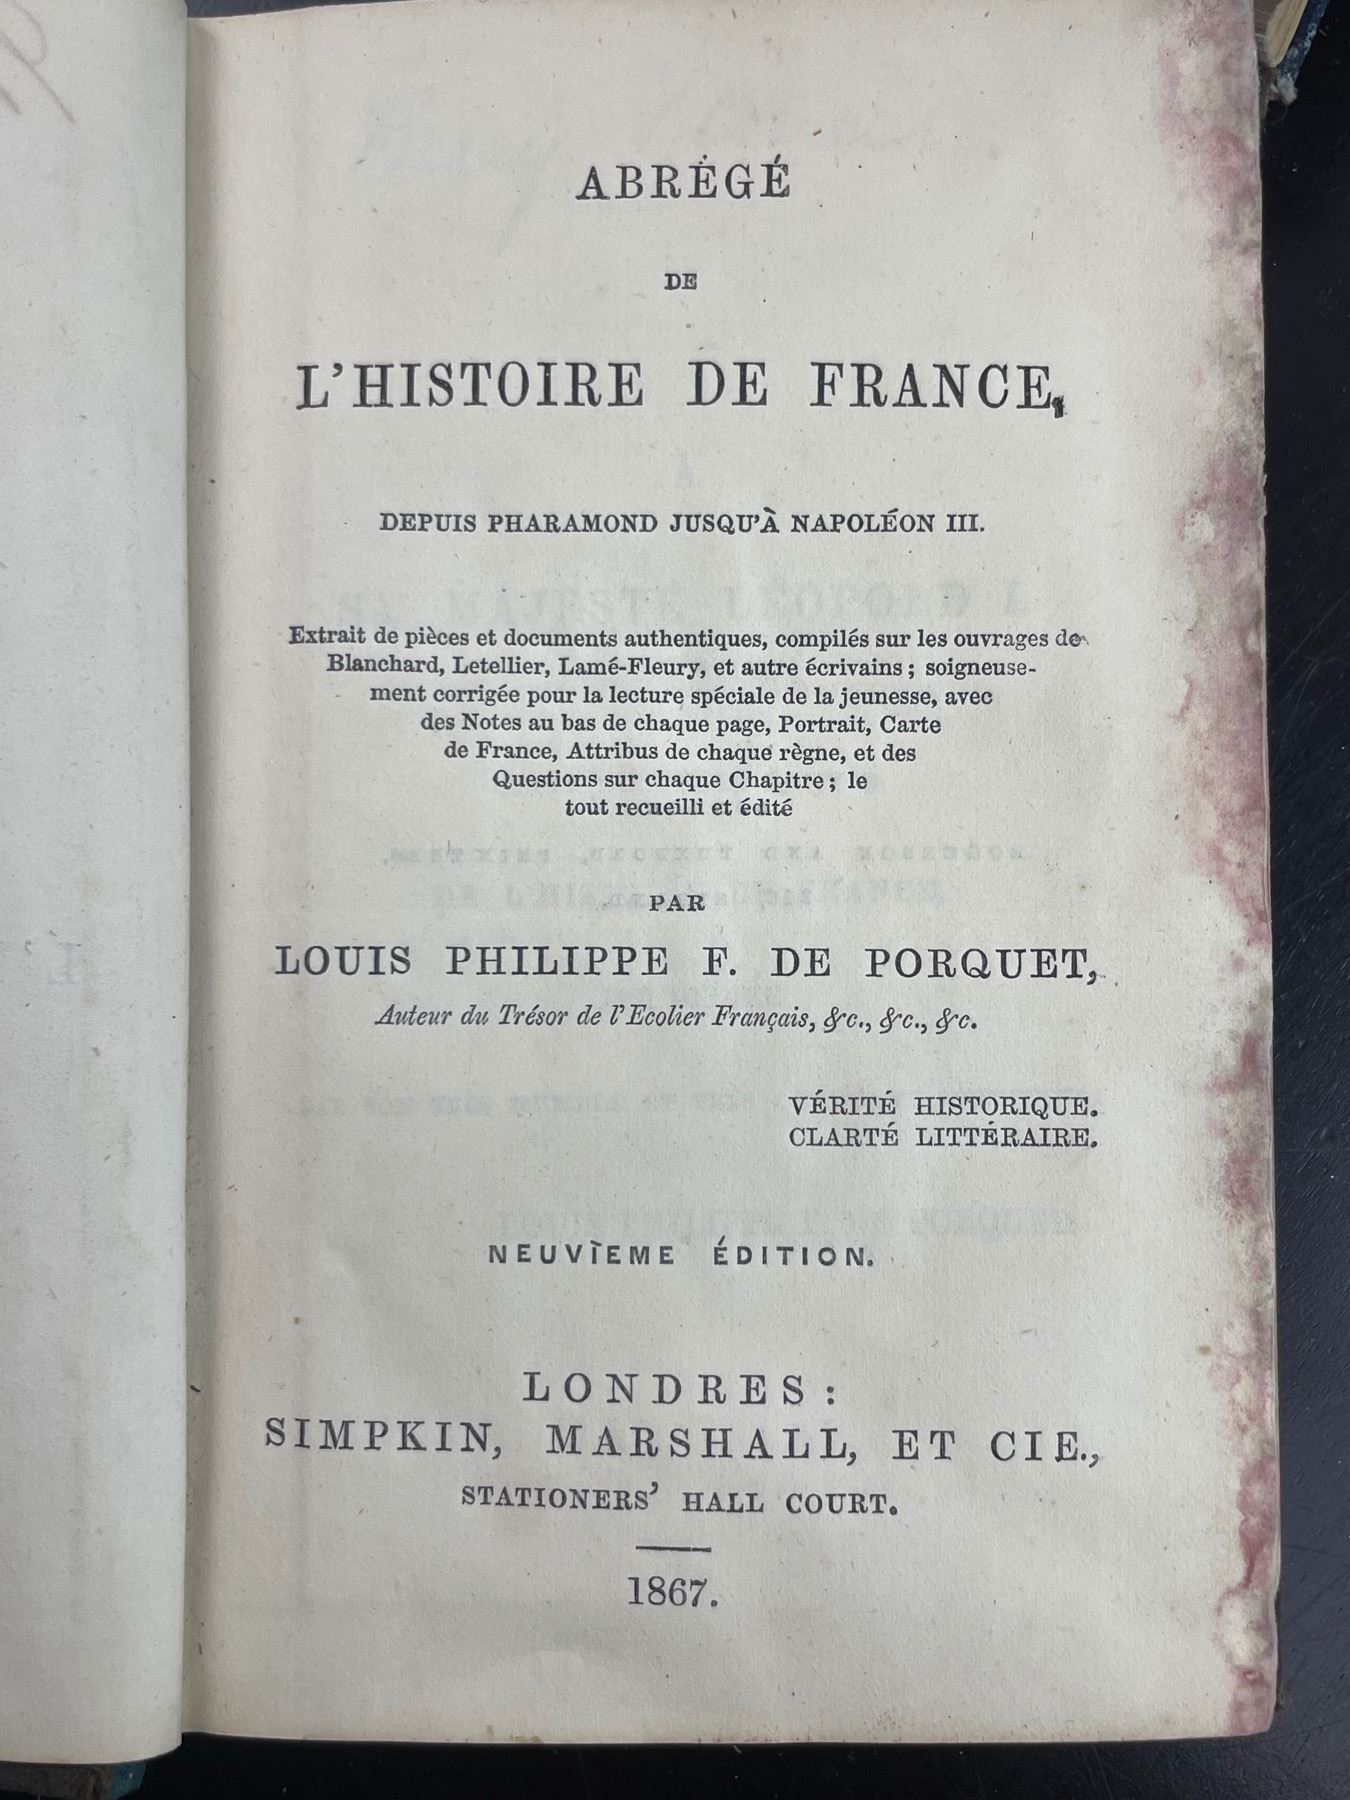 ABRÉGÉ
DE
L'HISTOIRE DE FRANCE,
DEPUIS PHARAMOND JUSQU'À NAPOLÉON III.
Extrait de pièces et documents authentiques, compilés sur les ouvrages de
Blanchard, Letellier, Lamé-Fleury, et autre écrivains; soigneuse-
ment corrigée pour la lecture spéciale de la jeunesse, avec
des Notes au bas de chaque page, Portrait, Carte
de France, Attribus de chaque règne, et des
Questions sur chaque Chapitre; le
tout recueilli et édité
PAR
LOUIS PHILIPPE F. DE PORQUET,
Auteur du Trésor de l'Ecolier Français, &c., &c., &c.
VÉRITÉ HISTORIQUE.
CLARTÉ LITTÉRAIRE.
NEUVÌEME ÉDITION.
LONDRES:
SIMPKIN, MARSHALL, ET CIE.,
STATIONERS' HALL COURT.
1867.